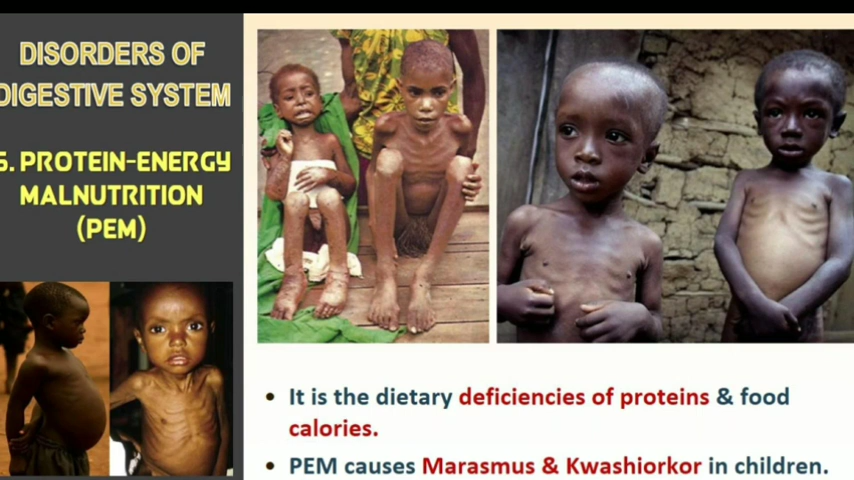 DISORDERS OF
DIGESTIVE SYSTEM
5. PROTEIN-ENERGY
MALNUTRITION
(PEM)
• It is the dietary deficiencies of proteins & food
calories.
• PEM causes Marasmus & Kwashiorkor in children.